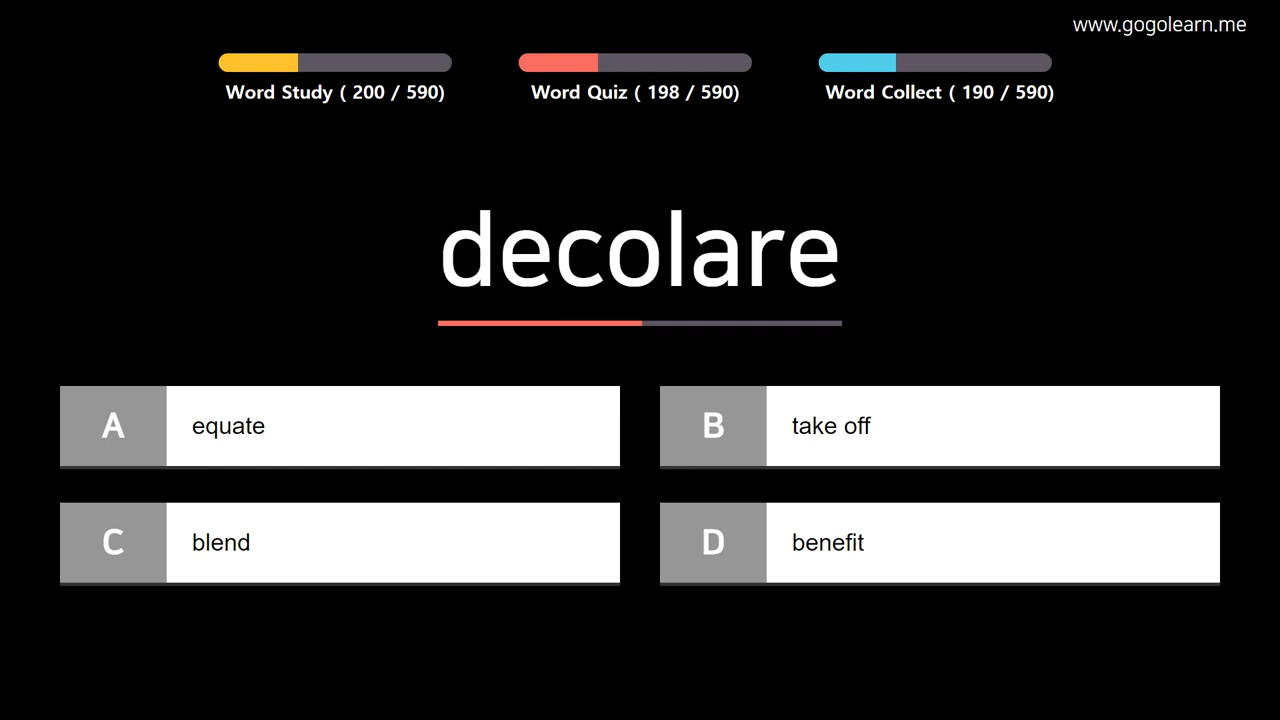 www.gogolearn.me
Word Study ( 200 / 590)
Word Quiz ( 198 / 590)
Word Collect ( 190 / 590)
decolare
A
equate
B
take off
C
blend
D
benefit